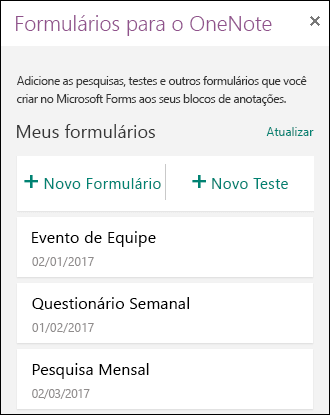 Formulários para o OneNote
Adicione as pesquisas, testes e outros formulários que você
criar no Microsoft Forms aos seus blocos de anotações.
Meus formulários
Atualizar
+ Novo Formulário
+ Novo Teste
Evento de Equipe
02/01/2017
Questionário Semanal
01/02/2017
Pesquisa Mensal
02/03/2017